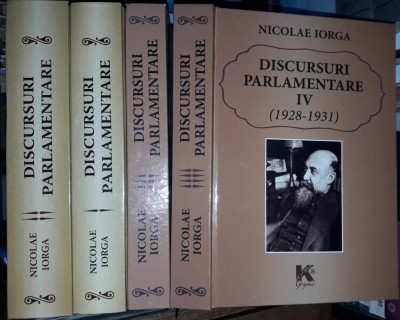 DISCURSURI
PARLAMENTARE
NICOLAE
IORGA
DISCURSURI
PARLAMENTARE
NICOLAE
IORGA
DISCURSURI
PARLAMENTARE
NICOLAE
IORGA
DISCURSURI
PARLAMENTARE
NICOLAE
IORGA
NICOLAE IORGA
DISCURSURI
PARLAMENTARE
IV
(1928-1931)
K
Graphic